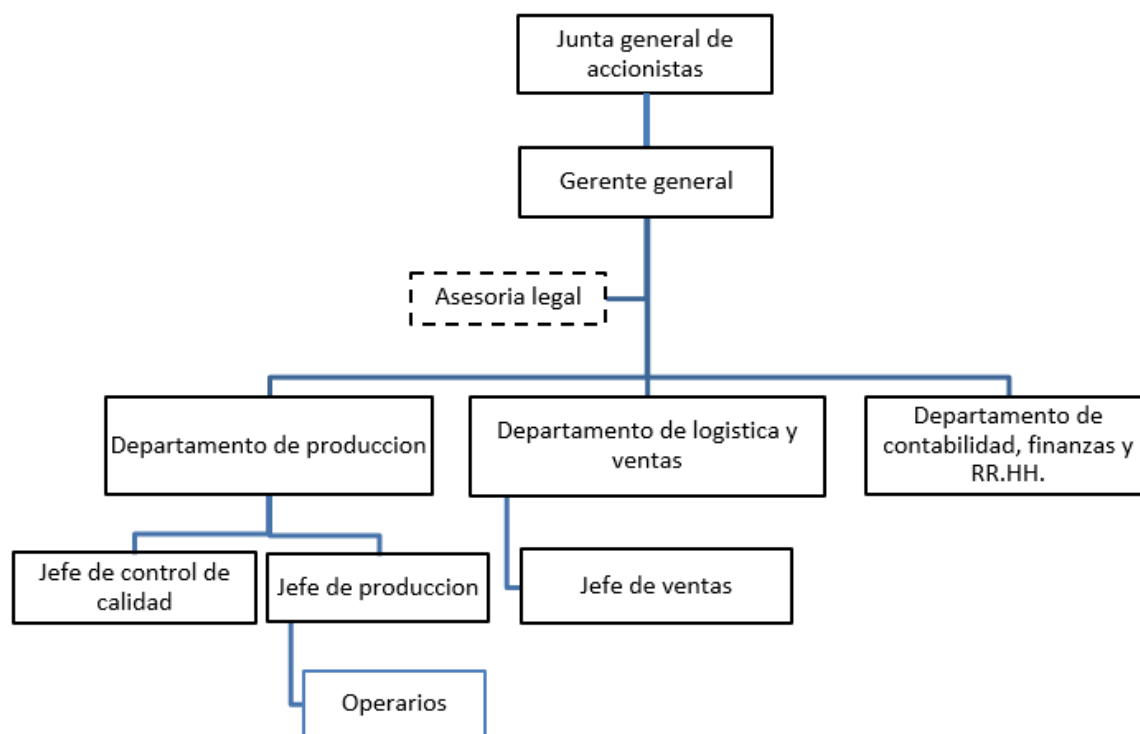 Junta general de
accionistas
Gerente general
Asesoria legal
Departamento de produccion
Departamento de logistica y
ventas
Departamento de
contabilidad, finanzas y
RR.HH.
Jefe de control de
calidad
Jefe de produccion
Jefe de ventas
Operarios